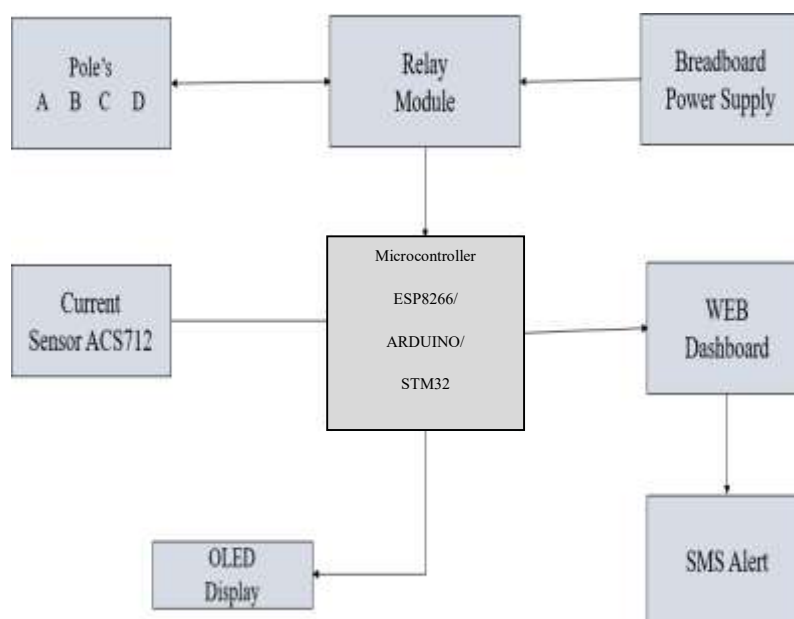 Pole's
A B C D
Relay
Module
Breadboard
Power Supply
Microcontroller
ESP8266/
ARDUINO/
STM32
Current
Sensor ACS712
WEB
Dashboard
OLED
Display
SMS Alert